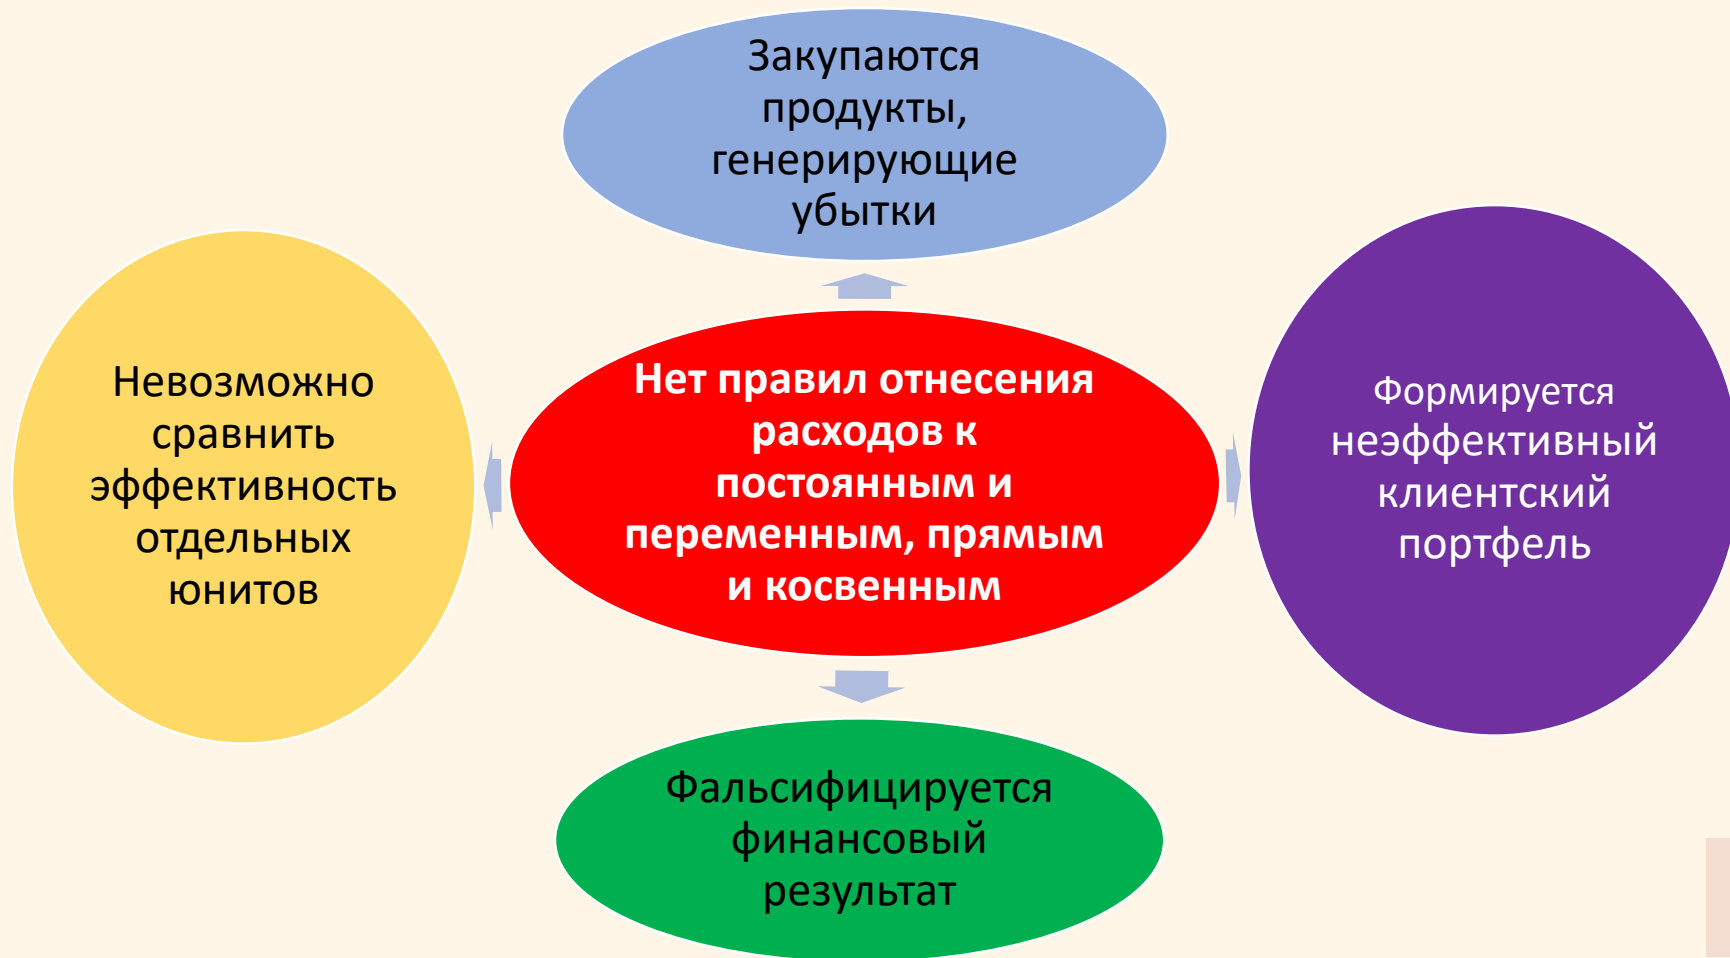 Закупаются
продукты,
генерирующие
убытки
Невозможно
сравнить
эффективность
отдельных
юнитов
Нет правил отнесения
расходов к
постоянным и
переменным, прямым
и косвенным
Формируется
неэффективный
клиентский
портфель
Фальсифицируется
финансовый
результат